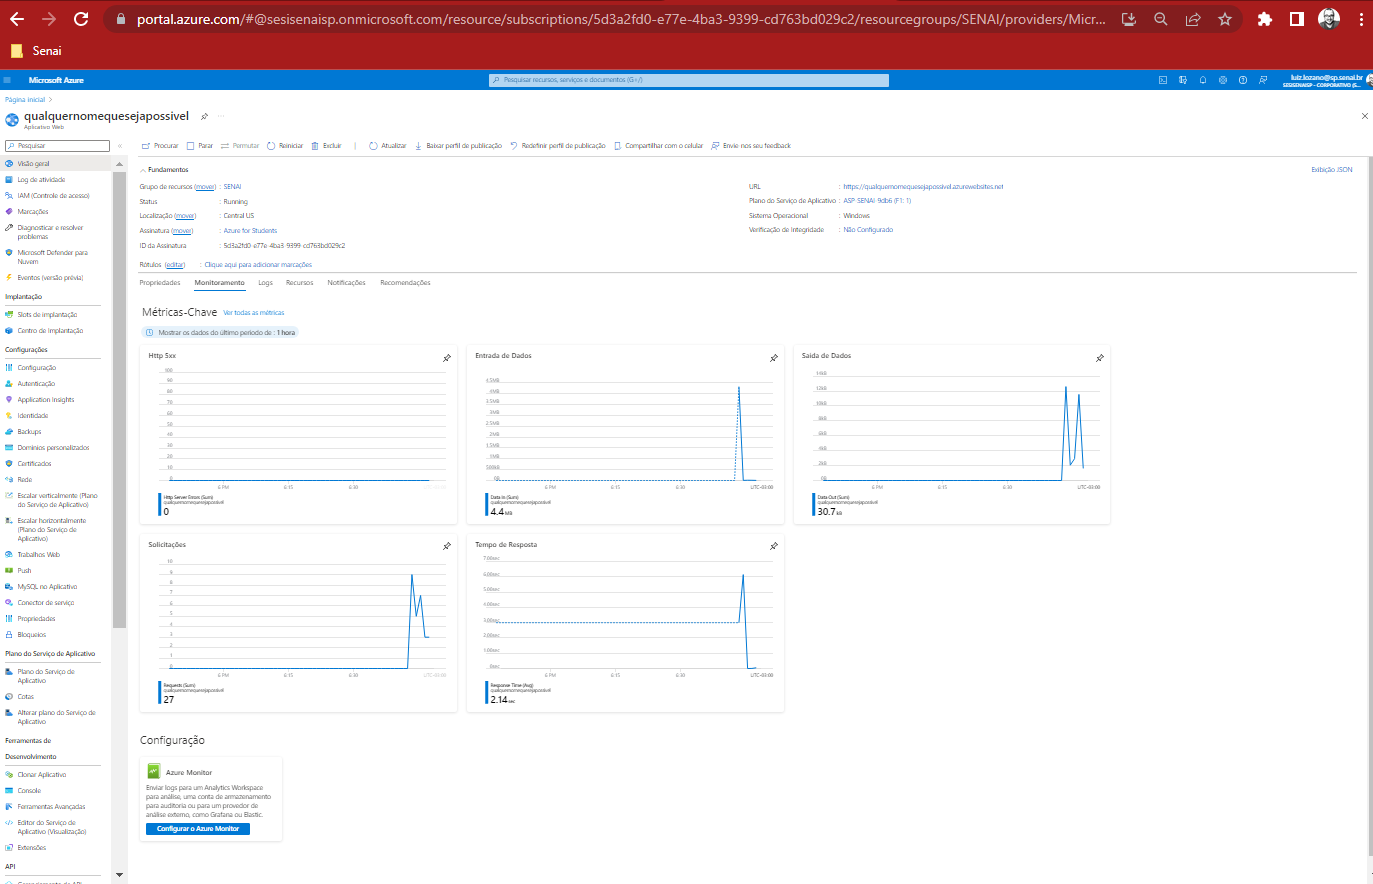 portal.azure.com/#@sesisenaisp.onmicrosoft.com/resource/subscriptions/5d3a2fd0-e77e-4ba3-9399-cd763bd029c2/resourcegroups/SENAI/providers/Micr...
Senai
Microsoft Azure
Pesquisar recursos, serviços e documentos (G+/)
luiz.lozano@sp.senai.br
SESISENAISP - CORPORATIVO (S...
Página inicial >
qualquernomequesejapossivel
Aplicativo Web
Pesquisar
Procurar Parar Permutar Reiniciar Excluir Atualizar Baixar perfil de publicação Redefinir perfil de publicação Compartilhar com o celular Envie-nos seu feedback
Visão geral
Log de atividade
IAM (Controle de acesso)
Marcações
Diagnosticar e resolver
problemas
Microsoft Defender para
Nuvem
Eventos (versão prévia)
Implantação
Slots de implantação
Centro de Implantação
Configurações
Configuração
Autenticação
Application Insights
Identidade
Backups
Domínios personalizados
Certificados
Rede
Escalar verticalmente (Plano
do Serviço de Aplicativo)
Escalar horizontalmente
(Plano do Serviço de
Aplicativo)
Trabalhos Web
Push
MySQL no Aplicativo
Conector de serviço
Propriedades
Bloqueios
Plano do Serviço de Aplicativo
Plano do Serviço de
Aplicativo
Cotas
Alterar plano do Serviço de
Aplicativo
Ferramentas de
Desenvolvimento
Clonar Aplicativo
Console
Ferramentas Avançadas
Editor do Serviço de
Aplicativo (Visualização)
Extensões
API
Fundamentos
Exibição JSON
Grupo de recursos (mover) : SENAI
Status : Running
Localização (mover) : Central US
Assinatura (mover) : Azure for Students
ID da Assinatura : 5d3a2fd0-e77e-4ba3-9399-cd763bd029c2
URL : https://qualquernomequesejapossivel.azurewebsites.net
Plano do Serviço de Aplicativo : ASP-SENAI-9db6 (F1: 1)
Sistema Operacional : Windows
Verificação de Integridade : Não Configurado
Rótulos (editar) : Clique aqui para adicionar marcações
Propriedades Monitoramento Logs Recursos Notificações Recomendações
Métricas-Chave Ver todas as métricas
Mostrar os dados do último período de : 1 hora
Http 5xx
100
90
80
70
60
50
40
30
20
10
0
6 PM 6:15 6:30 UTC-03:00
Http Server Errors (Sum)
qualquernomequesejapossivel
0
Entrada de Dados
4.5MB
4MB
3.5MB
3MB
2.5MB
2MB
1.5MB
1MB
500kB
0B
6 PM 6:15 6:30 UTC-03:00
Data In (Sum)
qualquernomequesejapossivel
4.4 MB
Saída de Dados
14kB
12kB
10kB
8kB
6kB
4kB
2kB
0B
6 PM 6:15 6:30 UTC-03:00
Data Out (Sum)
qualquernomequesejapossivel
30.7 kB
Solicitações
10
9
8
7
6
5
4
3
2
1
0
6 PM 6:15 6:30 UTC-03:00
Requests (Sum)
qualquernomequesejapossivel
27
Tempo de Resposta
7.00sec
6.00sec
5.00sec
4.00sec
3.00sec
2.00sec
1.00sec
0sec
6 PM 6:15 6:30 UTC-03:00
Response Time (Avg)
qualquernomequesejapossivel
2.14 sec
Configuração
Azure Monitor
Enviar logs para um Analytics Workspace
para análise, uma conta de armazenamento
para auditoria ou para um provedor de
análise externo, como Grafana ou Elastic.
Configurar o Azure Monitor